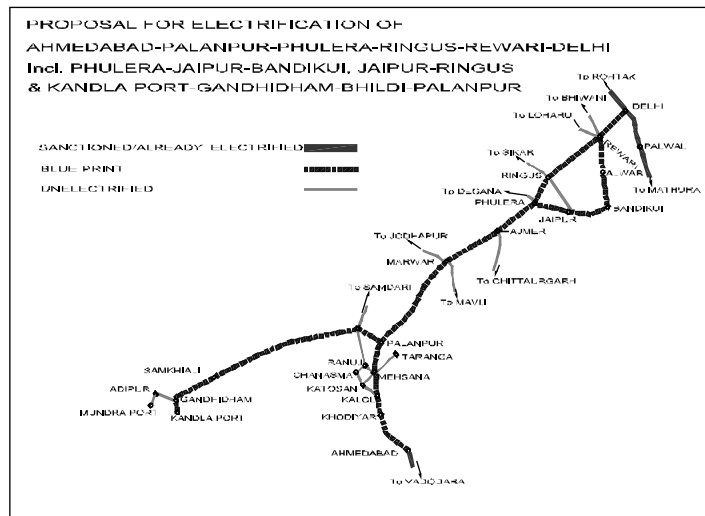 PROPOSAL FOR ELECTRIFICATION OF
AHMEDABAD-PALANPUR-PHULERA-RINGUS-REWARI-DELHI
Incl. PHULERA-JAIPUR-BANDIKUI, JAIPUR-RINGUS
& KANDLA PORT-GANDHIDHAM-BHILDI-PALANPUR
To ROHTAK
To BHIWANI
DELHI
To LOHARU
SANCTIONED/ALREADY ELECTRIFIED
PALWAL
REWARI
BLUE PRINT
To SIKAR
ALWAR
RINGUS
UNELECTRIFIED
To DEGANA
To MATHURA
PHULERA
BANDIKUI
JAIPUR
AJMER
To JODHAPUR
MARWAR
To CHITTAURGARH
To SAMDARI
To MAVLI
PALANPUR
TARANGA
RANUJ
SAMKHIALI
CHANASMA
MEHSANA
ADIPUR
KATOSAN
GANDHIDHAM
KALOL
MUNDRA PORT
KANDLA PORT
KHODIYAR
AHMEDABAD
To VADODARA